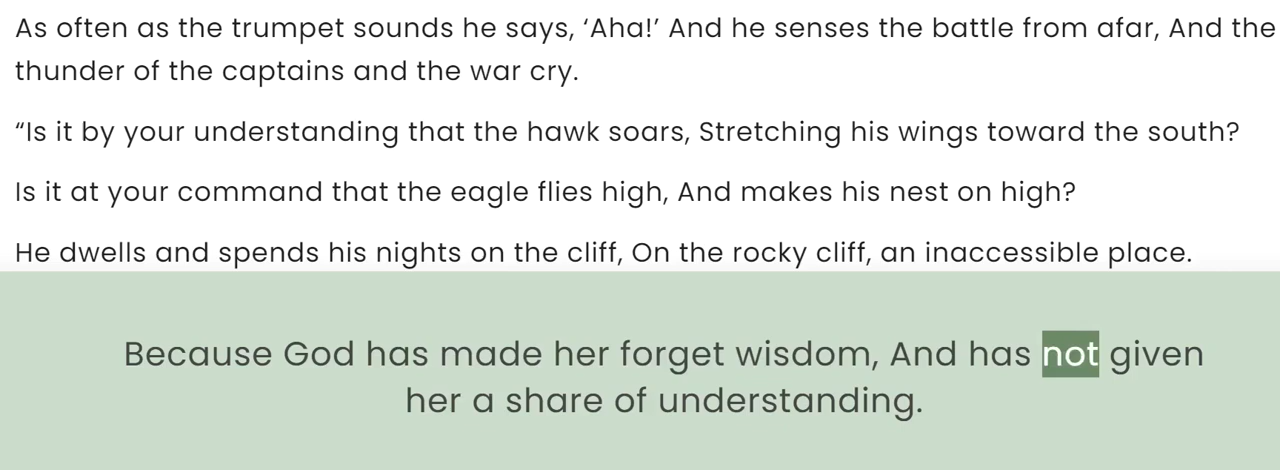 As often as the trumpet sounds he says, ‘Aha!’ And he senses the battle from afar, And the
thunder of the captains and the war cry.
“Is it by your understanding that the hawk soars, Stretching his wings toward the south?
Is it at your command that the eagle flies high, And makes his nest on high?
He dwells and spends his nights on the cliff, On the rocky cliff, an inaccessible place.
Because God has made her forget wisdom, And has not given
her a share of understanding.